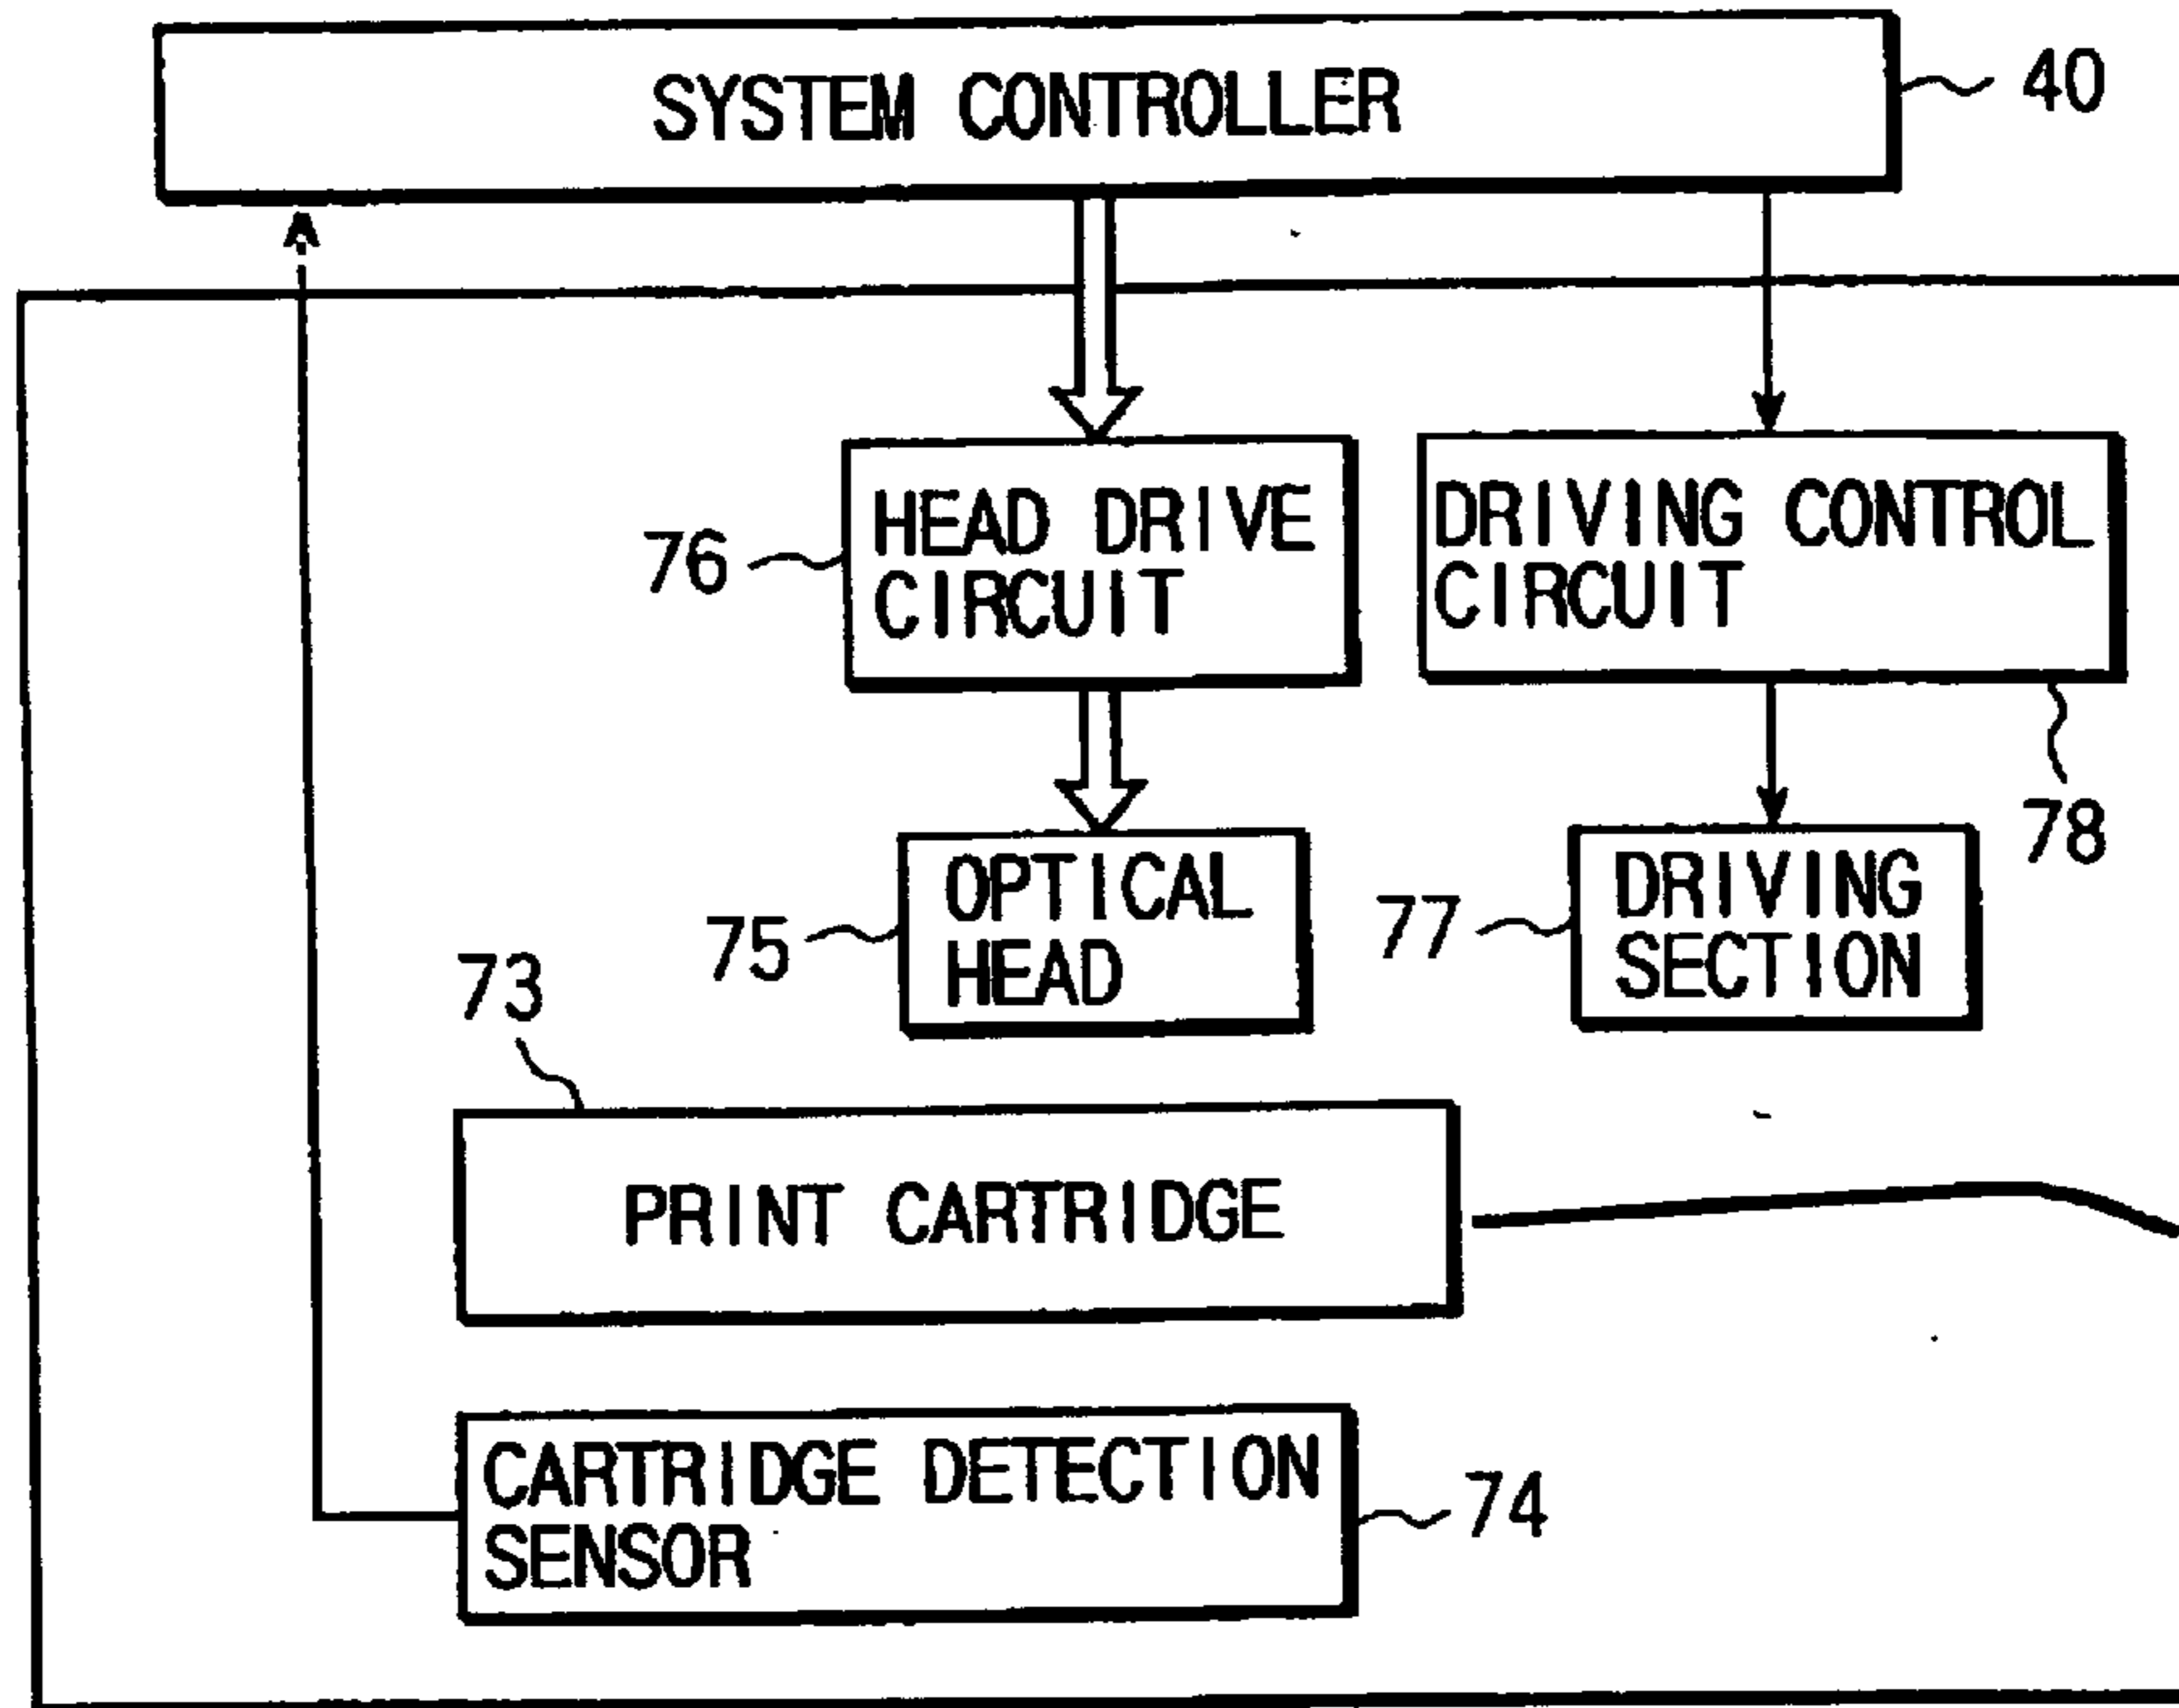 SYSTEM CONTROLLER
40
HEAD DRIVE
CIRCUIT
76
DRIVING CONTROL
CIRCUIT
78
OPTICAL
HEAD
75
DRIVING
SECTION
77
73
PRINT CARTRIDGE
CARTRIDGE DETECTION
SENSOR
74